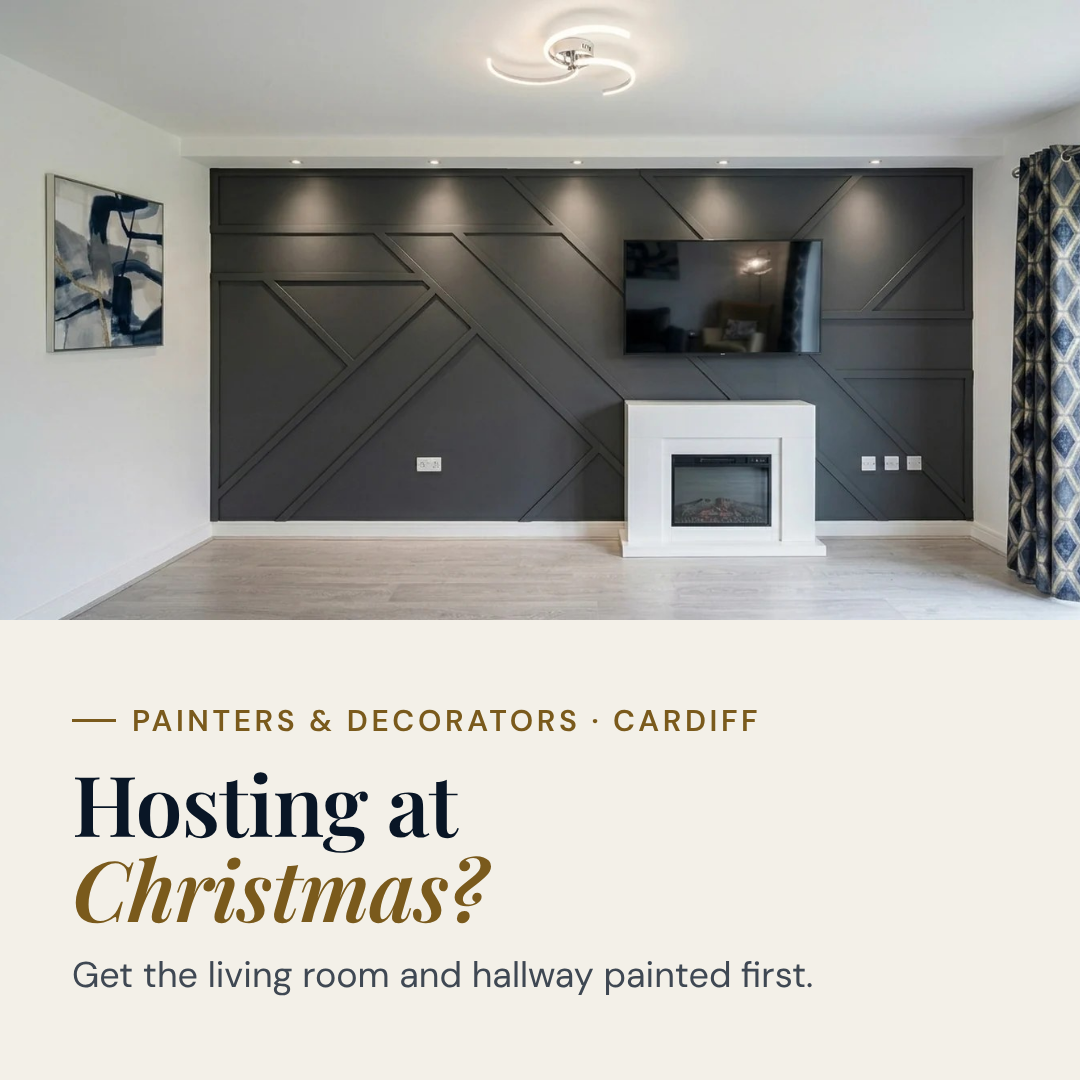 PAINTERS & DECORATORS · CARDIFF
Hosting at
Christmas?
Get the living room and hallway painted first.